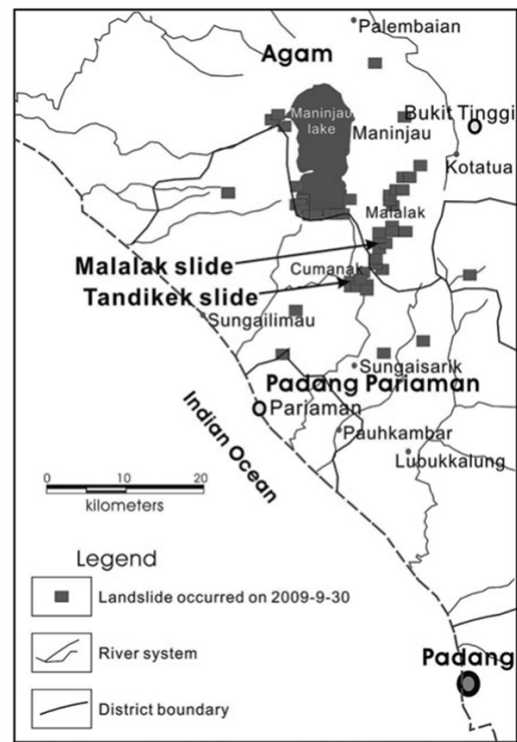 Palembaian
Agam
Maninjau
lake
Bukit Tinggi
Maninjau
Kotatua
Malalak
Malalak slide
Cumanak
Tandikek slide
Sungailimau
Sungaisarik
Padang Pariaman
Pariaman
Pauhkambar
Lubukkalung
Indian Ocean
0 10 20
kilometers
Legend
Landslide occurred on 2009-9-30
River system
District boundary
Padang